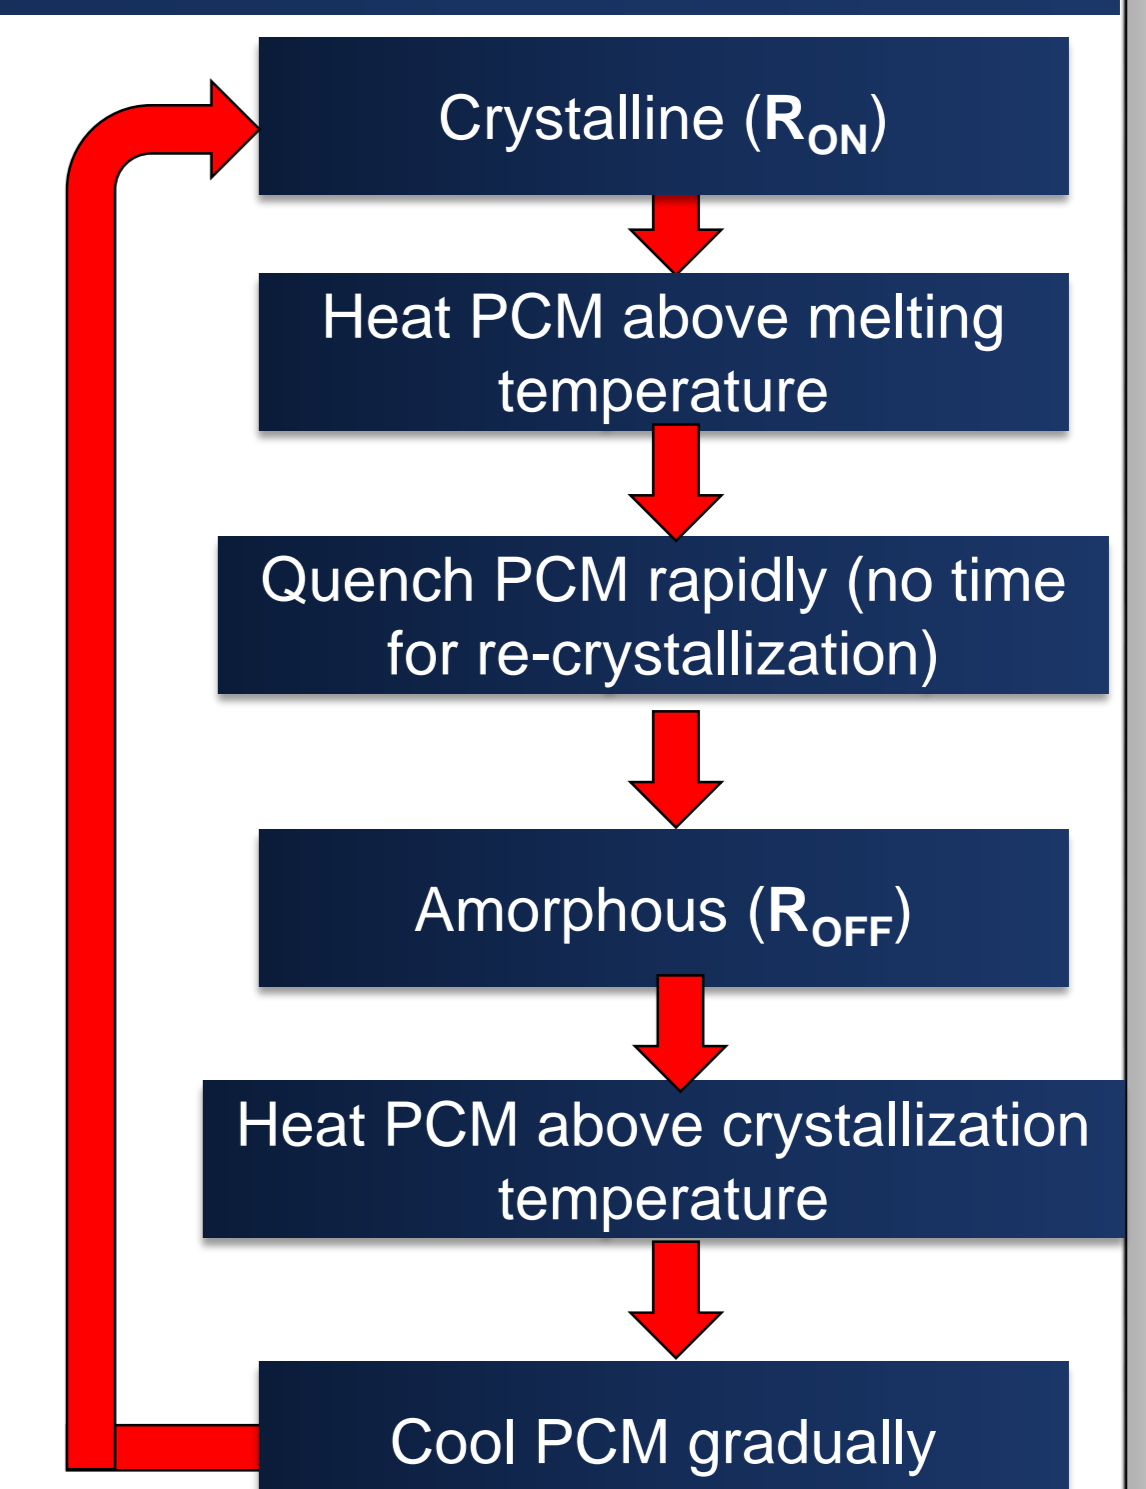 Crystalline (RON)
Heat PCM above melting
temperature
Quench PCM rapidly (no time
for re-crystallization)
Amorphous (ROFF)
Heat PCM above crystallization
temperature
Cool PCM gradually